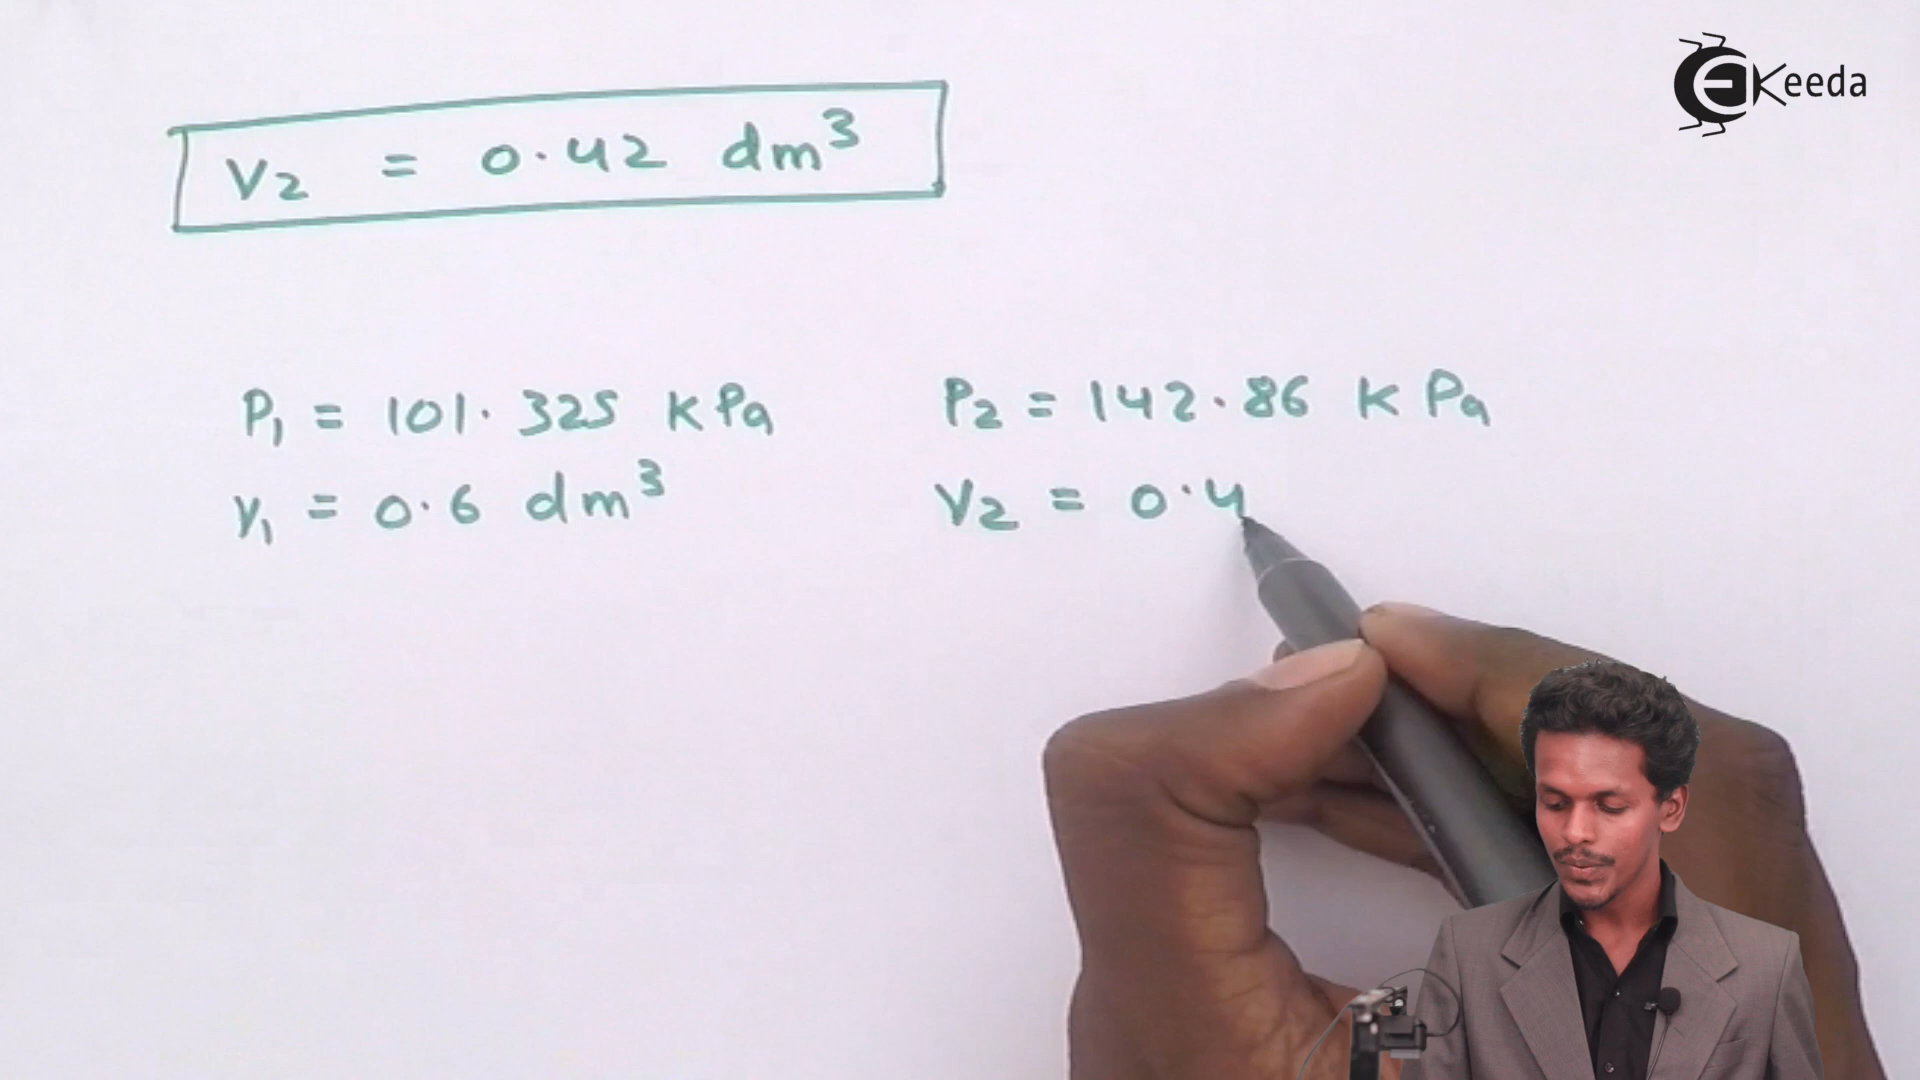 EKeeda
V2 = 0.42 dm³
P₁ = 101.325 KPa P₂ = 142.86 K Pa
V₁ = 0.6 dm³ V2 = 0.4